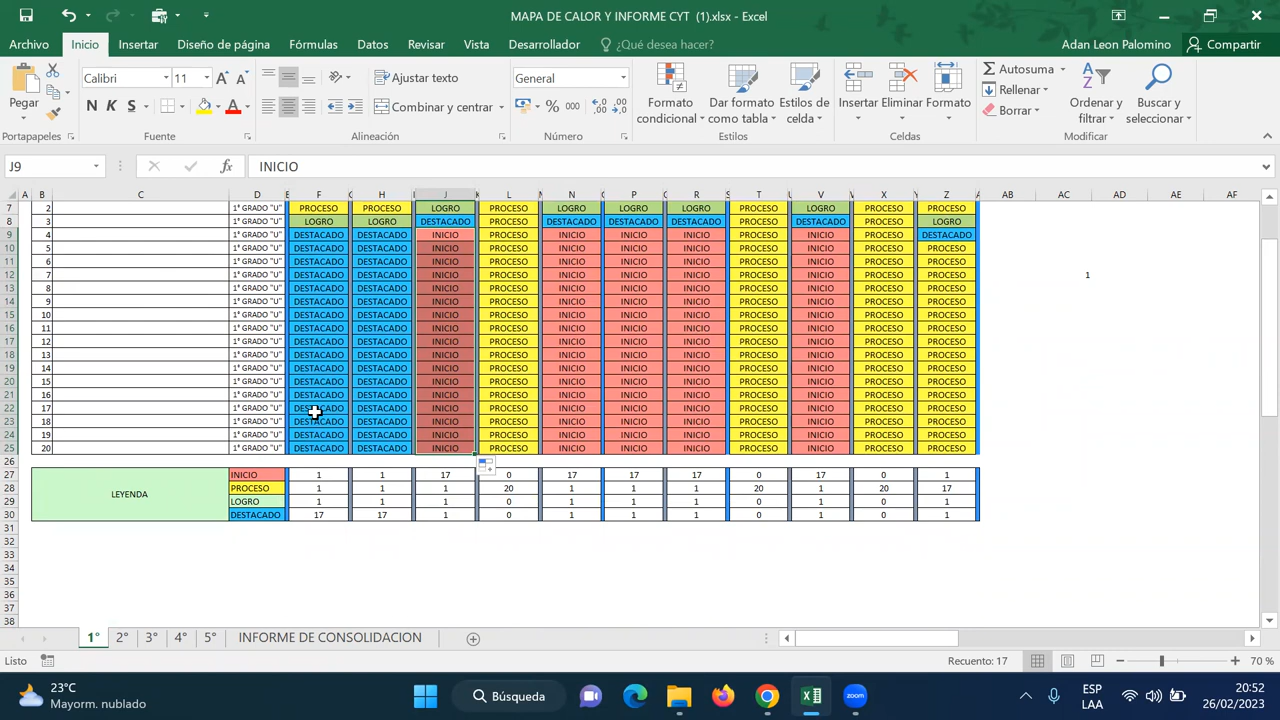 MAPA DE CALOR Y INFORME CYT (1).xlsx - Excel
Archivo Inicio Insertar Diseño de página Fórmulas Datos Revisar Vista Desarrollador ¿Qué desea hacer? Adan Leon Palomino Compartir
Pegar Calibri 11 N K S Ajustar texto Combinar y centrar General % 000 Formato condicional Dar formato como tabla Estilos de celda Insertar Eliminar Formato Autosuma Rellenar Borrar Ordenar y filtrar Buscar y seleccionar
Portapapeles Fuente Alineación Número Estilos Celdas Modificar
J9 fx INICIO
A B C D E F G H I J K L M N O P Q R S T U V W X Y Z A AB AC AD AE AF
7 2 1° GRADO "U" PROCESO PROCESO LOGRO PROCESO LOGRO LOGRO LOGRO PROCESO LOGRO PROCESO PROCESO
8 3 1° GRADO "U" LOGRO LOGRO DESTACADO PROCESO DESTACADO DESTACADO DESTACADO PROCESO DESTACADO PROCESO LOGRO
9 4 1° GRADO "U" DESTACADO DESTACADO INICIO PROCESO INICIO INICIO INICIO PROCESO INICIO PROCESO DESTACADO
10 5 1° GRADO "U" DESTACADO DESTACADO INICIO PROCESO INICIO INICIO INICIO PROCESO INICIO PROCESO PROCESO
11 6 1° GRADO "U" DESTACADO DESTACADO INICIO PROCESO INICIO INICIO INICIO PROCESO INICIO PROCESO PROCESO
12 7 1° GRADO "U" DESTACADO DESTACADO INICIO PROCESO INICIO INICIO INICIO PROCESO INICIO PROCESO PROCESO 1
13 8 1° GRADO "U" DESTACADO DESTACADO INICIO PROCESO INICIO INICIO INICIO PROCESO INICIO PROCESO PROCESO
14 9 1° GRADO "U" DESTACADO DESTACADO INICIO PROCESO INICIO INICIO INICIO PROCESO INICIO PROCESO PROCESO
15 10 1° GRADO "U" DESTACADO DESTACADO INICIO PROCESO INICIO INICIO INICIO PROCESO INICIO PROCESO PROCESO
16 11 1° GRADO "U" DESTACADO DESTACADO INICIO PROCESO INICIO INICIO INICIO PROCESO INICIO PROCESO PROCESO
17 12 1° GRADO "U" DESTACADO DESTACADO INICIO PROCESO INICIO INICIO INICIO PROCESO INICIO PROCESO PROCESO
18 13 1° GRADO "U" DESTACADO DESTACADO INICIO PROCESO INICIO INICIO INICIO PROCESO INICIO PROCESO PROCESO
19 14 1° GRADO "U" DESTACADO DESTACADO INICIO PROCESO INICIO INICIO INICIO PROCESO INICIO PROCESO PROCESO
20 15 1° GRADO "U" DESTACADO DESTACADO INICIO PROCESO INICIO INICIO INICIO PROCESO INICIO PROCESO PROCESO
21 16 1° GRADO "U" DESTACADO DESTACADO INICIO PROCESO INICIO INICIO INICIO PROCESO INICIO PROCESO PROCESO
22 17 1° GRADO "U" DESTACADO DESTACADO INICIO PROCESO INICIO INICIO INICIO PROCESO INICIO PROCESO PROCESO
23 18 1° GRADO "U" DESTACADO DESTACADO INICIO PROCESO INICIO INICIO INICIO PROCESO INICIO PROCESO PROCESO
24 19 1° GRADO "U" DESTACADO DESTACADO INICIO PROCESO INICIO INICIO INICIO PROCESO INICIO PROCESO PROCESO
25 20 1° GRADO "U" DESTACADO DESTACADO INICIO PROCESO INICIO INICIO INICIO PROCESO INICIO PROCESO PROCESO
26
27 INICIO 1 1 17 0 17 17 17 0 17 0 1
28 LEYENDA PROCESO 1 1 1 20 1 1 1 20 1 20 17
29 LOGRO 1 1 1 0 1 1 1 0 1 0 1
30 DESTACADO 17 17 1 0 1 1 1 0 1 0 1
31
32
33
34
35
36
37
38
1° 2° 3° 4° 5° INFORME DE CONSOLIDACION
Listo Recuento: 17 70 %
23°C
Mayorm. nublado
Búsqueda
zoom
ESP
LAA
20:52
26/02/2023